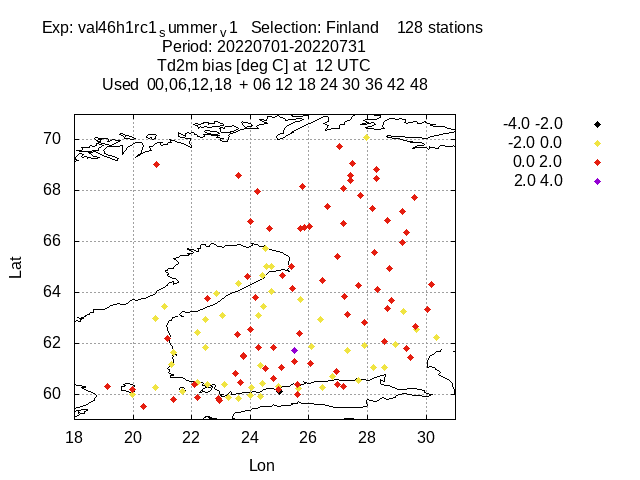 Exp: val46h1rc1summerv1 Selection: Finland 128 stations
Period: 20220701-20220731
Td2m bias [deg C] at 12 UTC
Used 00,06,12,18 + 06 12 18 24 30 36 42 48
-4.0 -2.0
-2.0 0.0
0.0 2.0
2.0 4.0
70
68
66
64
62
60
Lat
18 20 22 24 26 28 30
Lon